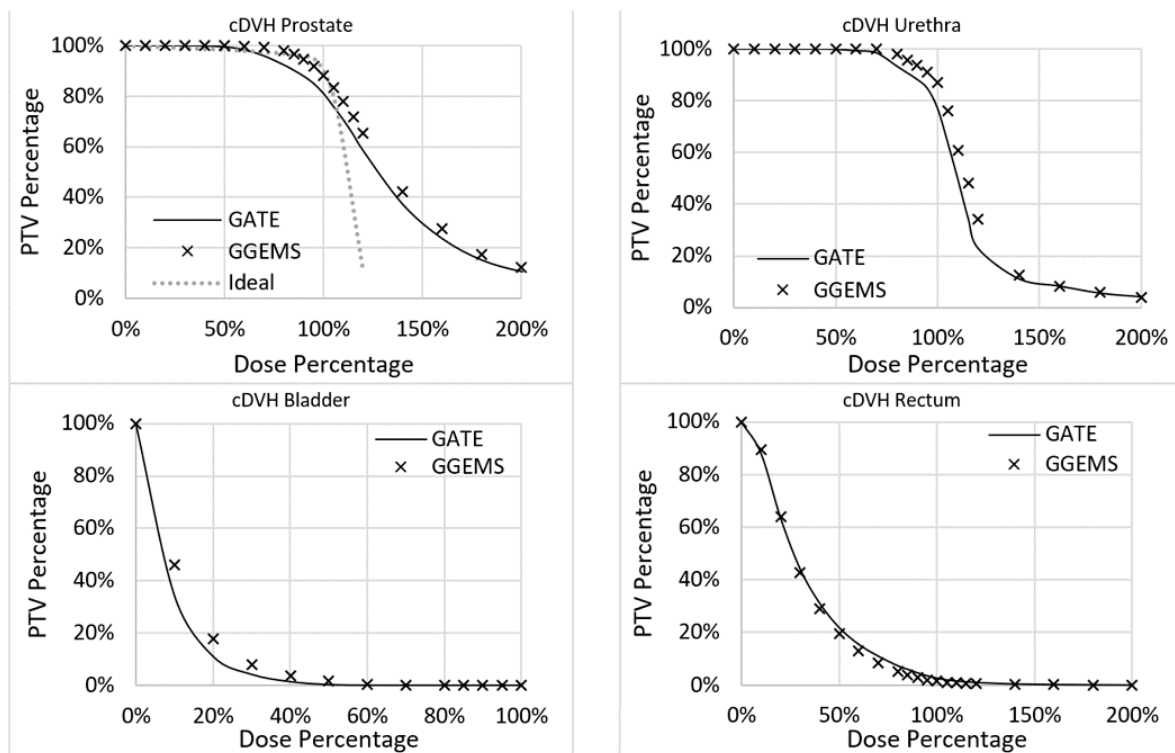 cDVH Prostate
100%
80%
60%
40%
20%
0%
PTV Percentage
GATE
GGEMS
Ideal
0% 50% 100% 150% 200%
Dose Percentage
cDVH Urethra
100%
80%
60%
40%
20%
0%
PTV Percentage
GATE
GGEMS
0% 50% 100% 150% 200%
Dose Percentage
cDVH Bladder
100%
80%
60%
40%
20%
0%
PTV Percentage
GATE
GGEMS
0% 20% 40% 60% 80% 100%
Dose Percentage
cDVH Rectum
100%
80%
60%
40%
20%
0%
PTV Percentage
GATE
GGEMS
0% 50% 100% 150% 200%
Dose Percentage